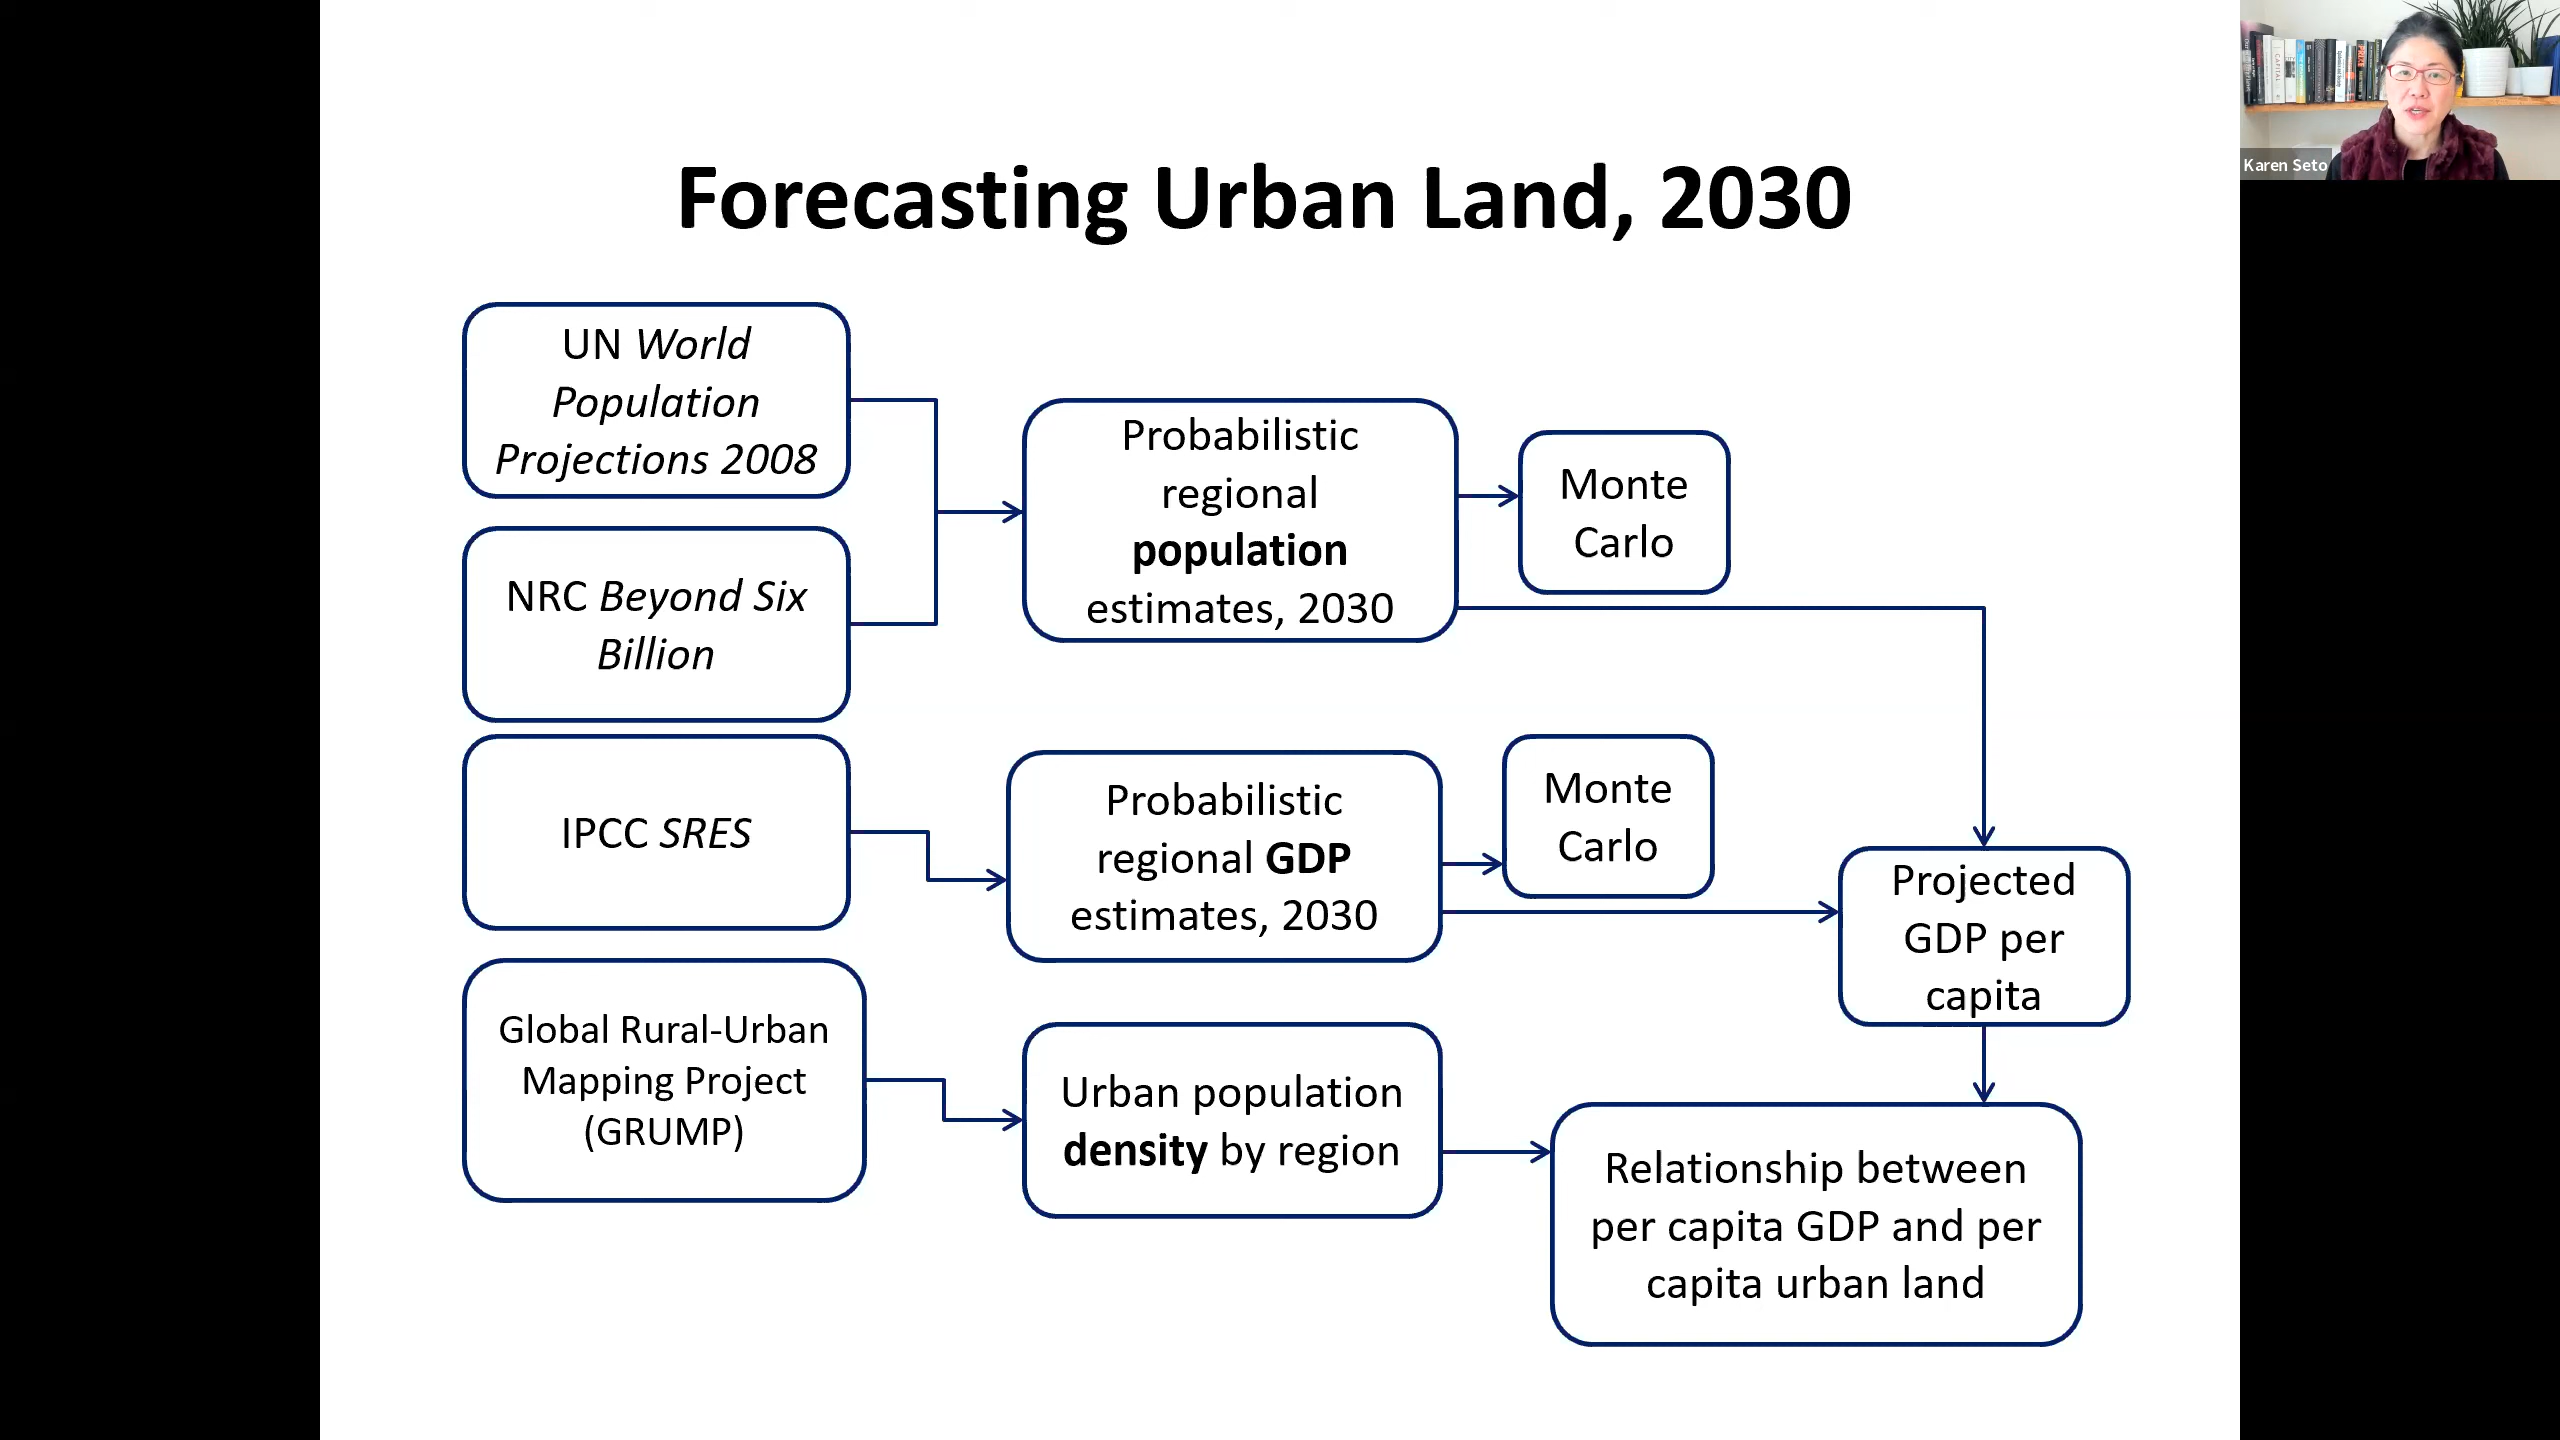 Forecasting Urban Land, 2030
Karen Seto
UN World
Population
Projections 2008
NRC Beyond Six
Billion
IPCC SRES
Global Rural-Urban
Mapping Project
(GRUMP)
Probabilistic
regional
population
estimates, 2030
Monte
Carlo
Probabilistic
regional GDP
estimates, 2030
Monte
Carlo
Urban population
density by region
Projected
GDP per
capita
Relationship between
per capita GDP and per
capita urban land